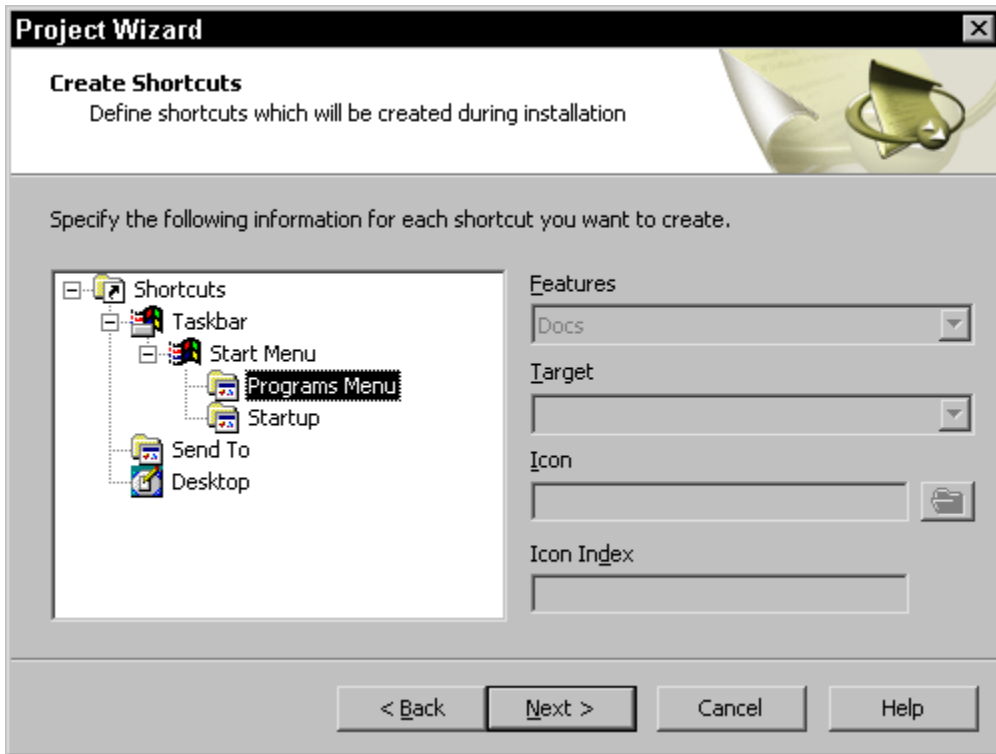 Project Wizard
Create Shortcuts
Define shortcuts which will be created during installation
Specify the following information for each shortcut you want to create.
Shortcuts
Taskbar
Start Menu
Programs Menu
Startup
Send To
Desktop
Features
Docs
Target
Icon
Icon Index
< Back
Next >
Cancel
Help